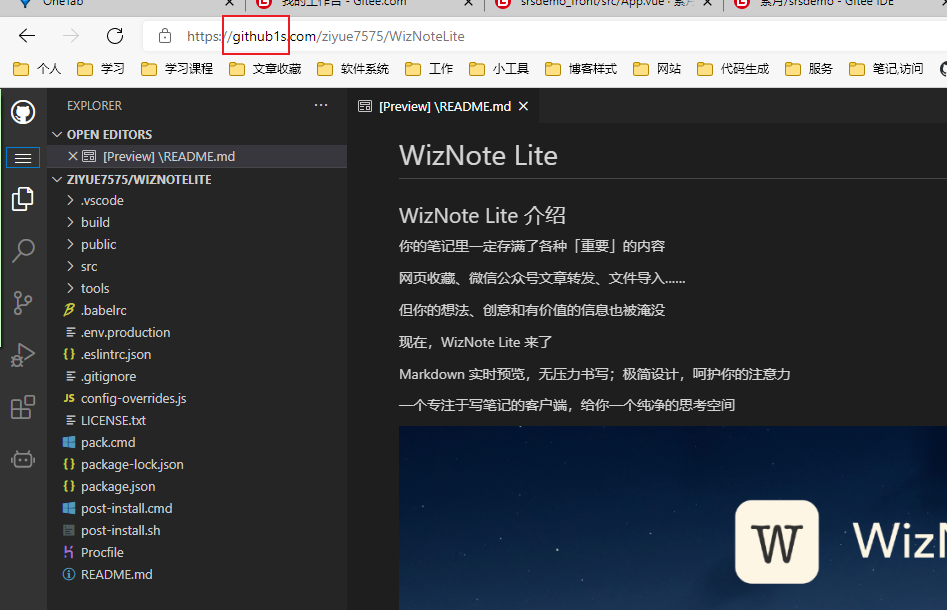 OneTab
我的工作台 - Gitee.com
srsdemo_front/src/App.vue · 素月
素月/srsdemo - Gitee IDE
https://github1s.com/ziyue7575/WizNoteLite
个人 学习 学习课程 文章收藏 软件系统 工作 小工具 博客样式 网站 代码生成 服务 笔记,访问
EXPLORER
[Preview] \README.md
OPEN EDITORS
[Preview] \README.md
ZIYUE7575/WIZNOTELITE
.vscode
build
public
src
tools
.babelrc
.env.production
.eslintrc.json
.gitignore
JS config-overrides.js
LICENSE.txt
pack.cmd
package-lock.json
package.json
post-install.cmd
post-install.sh
Procfile
README.md
WizNote Lite
WizNote Lite 介绍
你的笔记里一定存满了各种「重要」的内容
网页收藏、微信公众号文章转发、文件导入……
但你的想法、创意和有价值的信息也被淹没
现在，WizNote Lite 来了
Markdown 实时预览，无压力书写；极简设计，呵护你的注意力
一个专注于写笔记的客户端，给你一个纯净的思考空间
W WizN